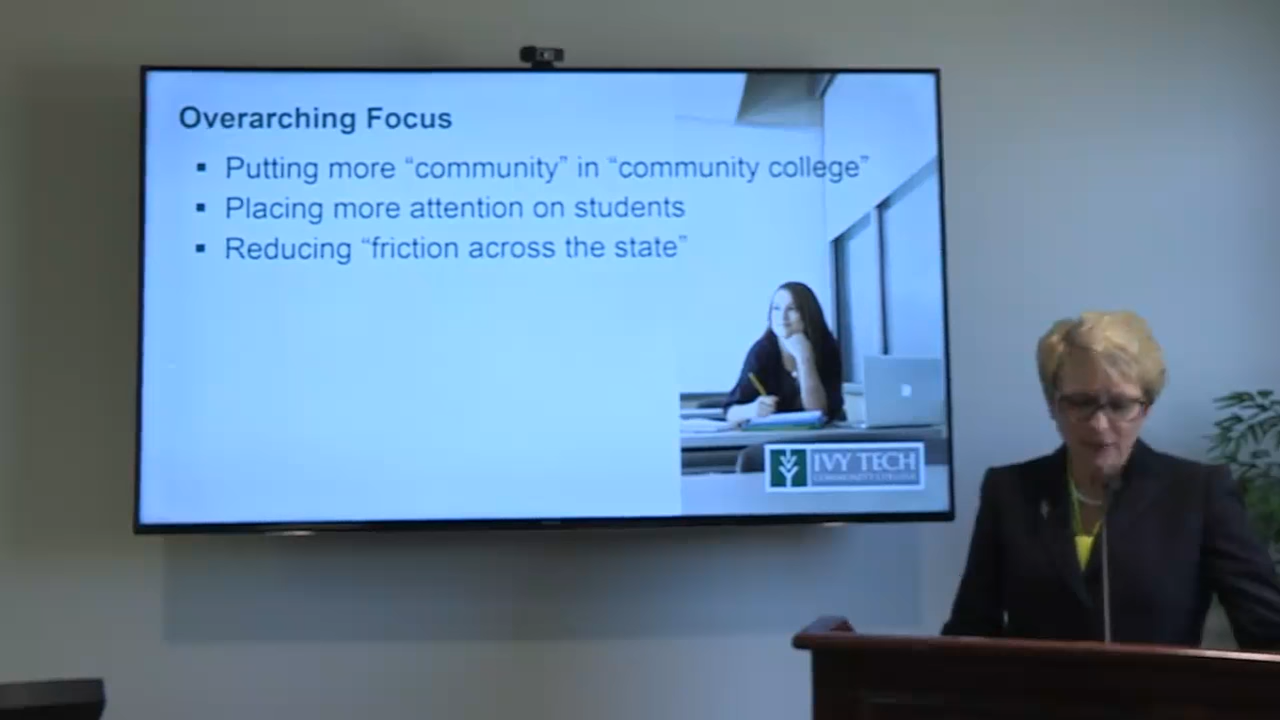 Overarching Focus
▪ Putting more “community” in “community college”
▪ Placing more attention on students
▪ Reducing “friction across the state”
IVY TECH
COMMUNITY COLLEGE